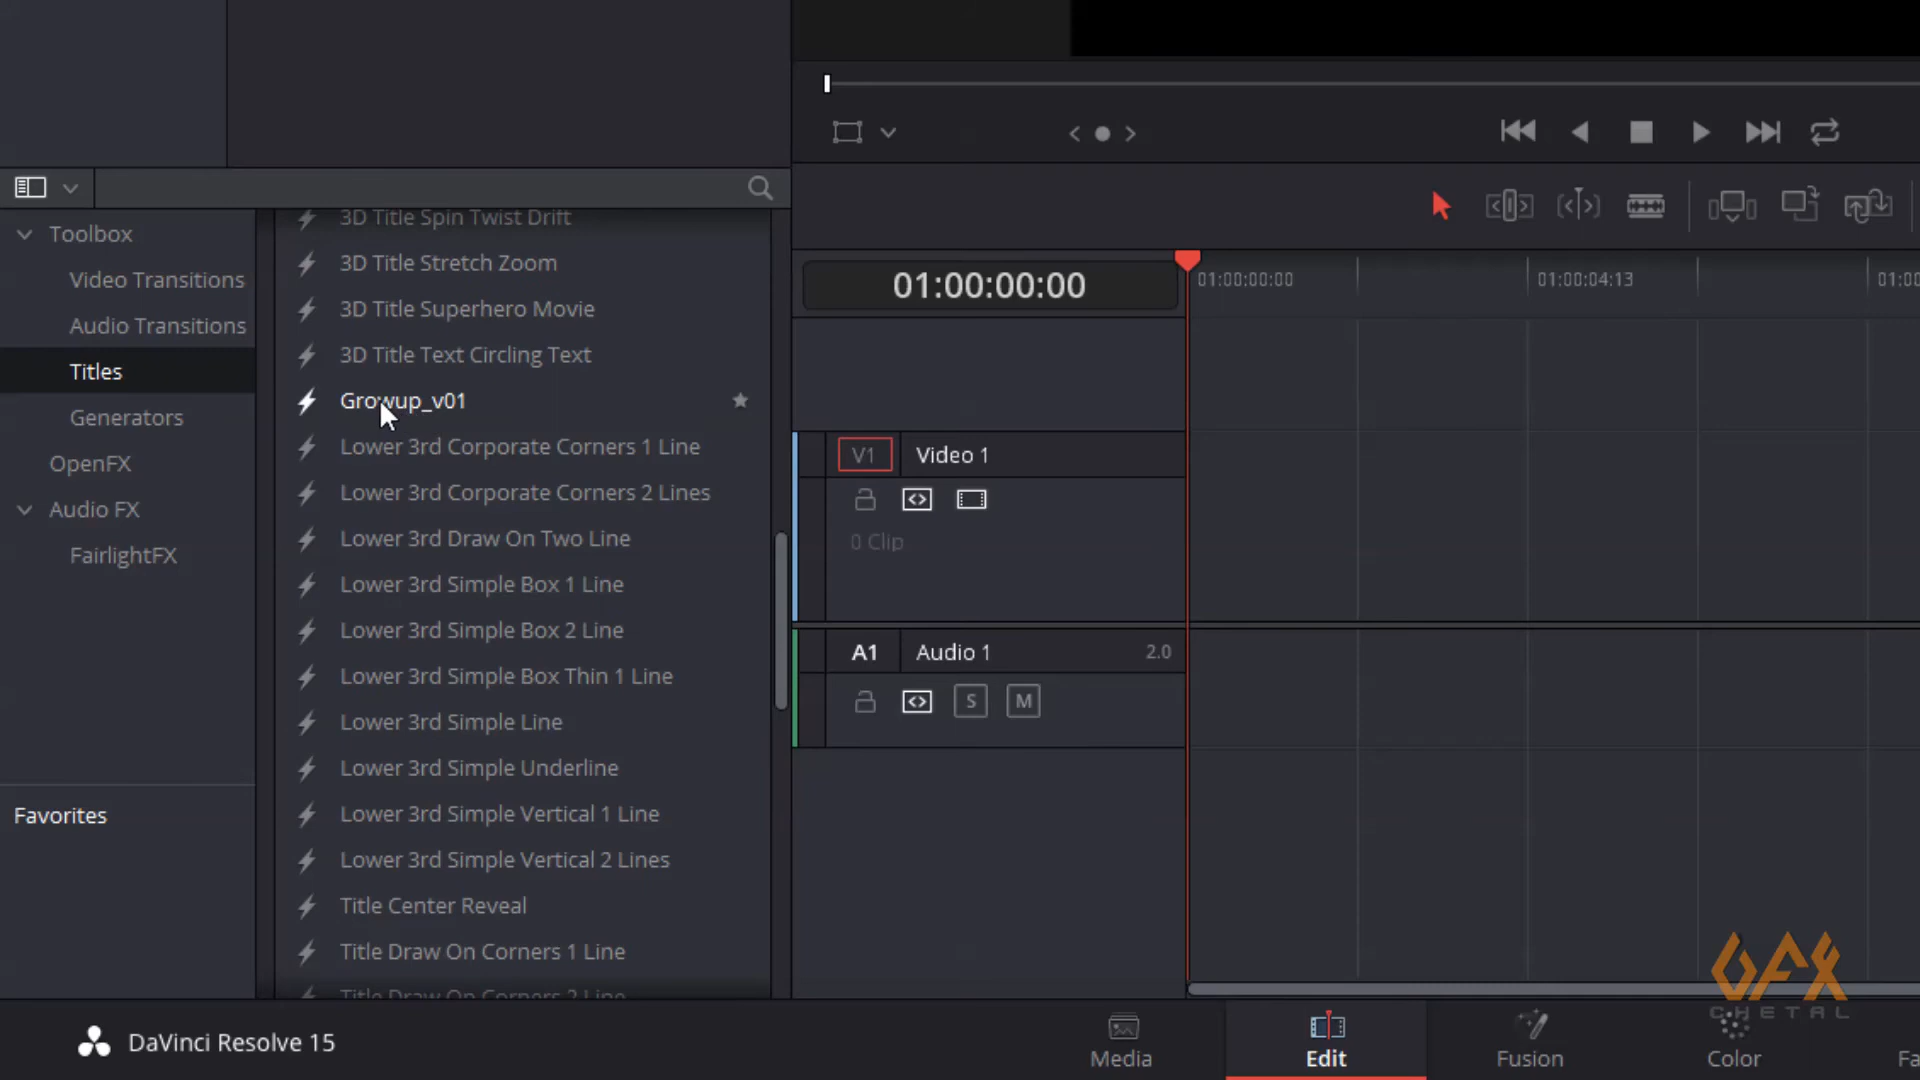 Toolbox
Video Transitions
Audio Transitions
Titles
Generators
OpenFX
Audio FX
FairlightFX
Favorites
3D Title Spin Twist Drift
3D Title Stretch Zoom
3D Title Superhero Movie
3D Title Text Circling Text
Growup_v01
Lower 3rd Corporate Corners 1 Line
Lower 3rd Corporate Corners 2 Lines
Lower 3rd Draw On Two Line
Lower 3rd Simple Box 1 Line
Lower 3rd Simple Box 2 Line
Lower 3rd Simple Box Thin 1 Line
Lower 3rd Simple Line
Lower 3rd Simple Underline
Lower 3rd Simple Vertical 1 Line
Lower 3rd Simple Vertical 2 Lines
Title Center Reveal
Title Draw On Corners 1 Line
Title Draw On Corners 2 Line
01:00:00:00
01:00:00:00 01:00:04:13
V1 Video 1
0 Clip
A1 Audio 1 2.0
S M
GFX
CHETAL
DaVinci Resolve 15
Media
Edit
Fusion
Color